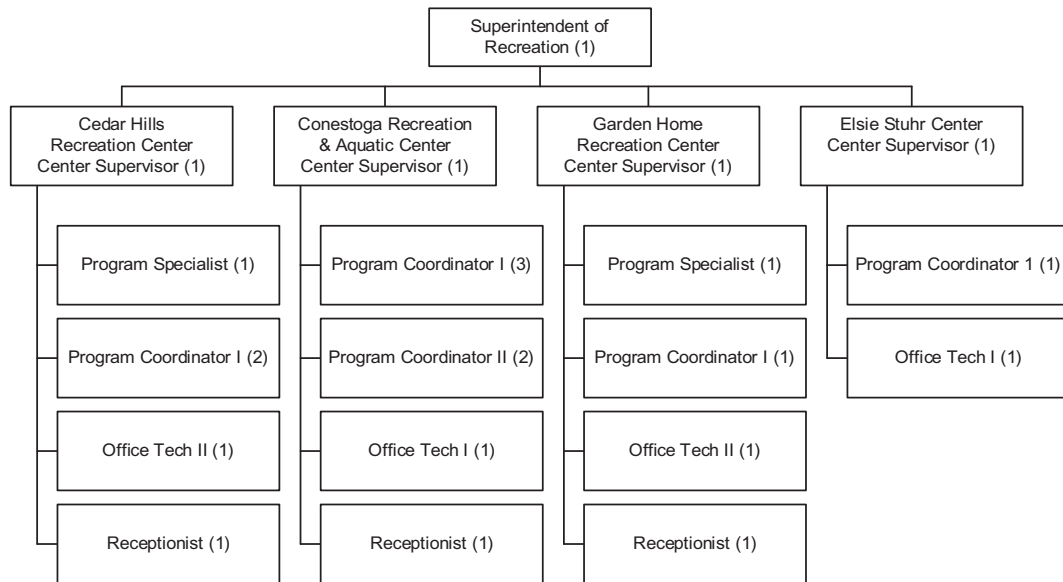 Superintendent of
Recreation (1)
Cedar Hills
Recreation Center
Center Supervisor (1)
Conestoga Recreation
& Aquatic Center
Center Supervisor (1)
Garden Home
Recreation Center
Center Supervisor (1)
Elsie Stuhr Center
Center Supervisor (1)
Program Specialist (1)
Program Coordinator I (3)
Program Specialist (1)
Program Coordinator 1 (1)
Program Coordinator I (2)
Program Coordinator II (2)
Program Coordinator I (1)
Office Tech I (1)
Office Tech II (1)
Office Tech I (1)
Office Tech II (1)
Receptionist (1)
Receptionist (1)
Receptionist (1)